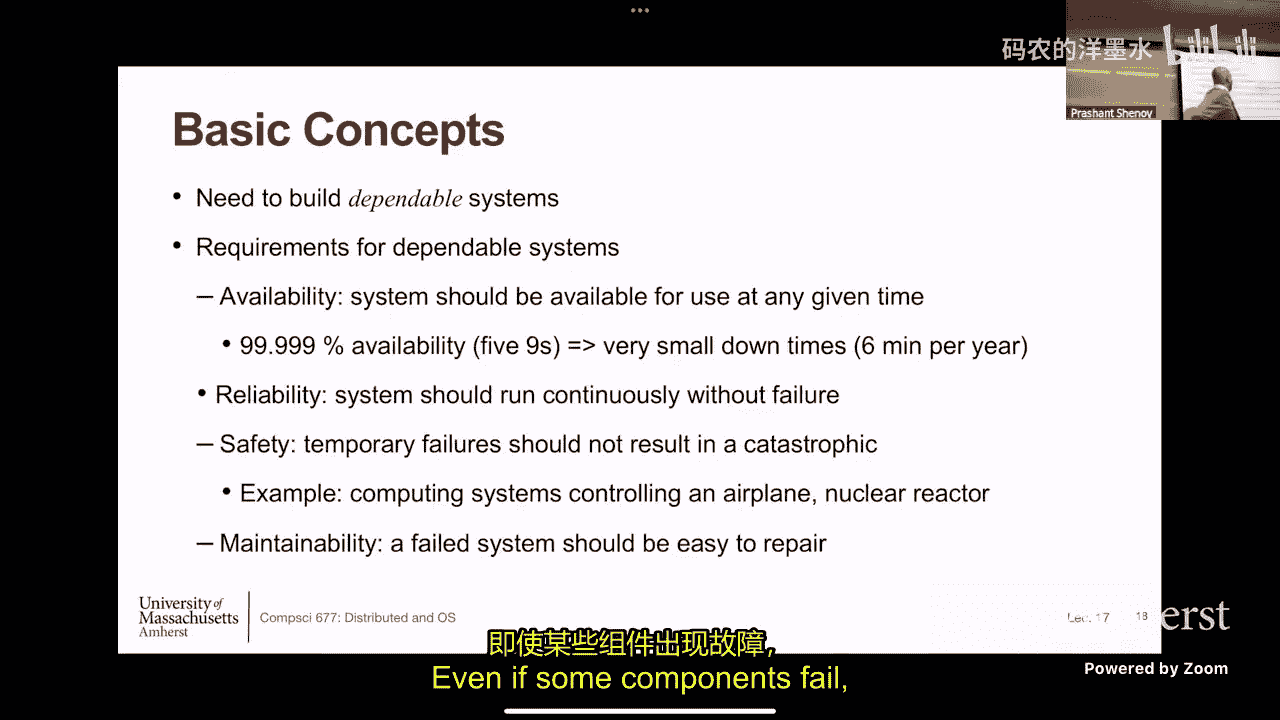 码农的洋墨水 bilibili
Prashant Shenoy
Basic Concepts
• Need to build dependable systems
• Requirements for dependable systems
– Availability: system should be available for use at any given time
• 99.999 % availability (five 9s) => very small down times (6 min per year)
• Reliability: system should run continuously without failure
– Safety: temporary failures should not result in a catastrophic
• Example: computing systems controlling an airplane, nuclear reactor
– Maintainability: a failed system should be easy to repair
University of
Massachusetts
Amherst
Compsci 677: Distributed and OS
Lec. 17
18
erst
即使某些组件出现故障,
Even if some components fail,
Powered by Zoom